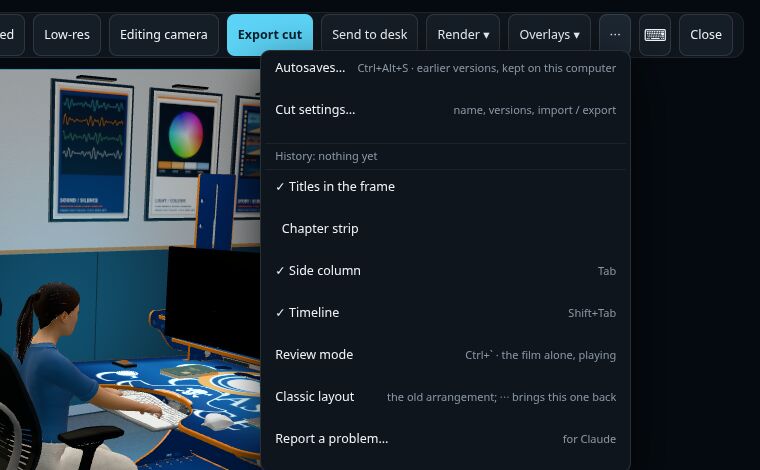 ed Low-res Editing camera Export cut Send to desk Render ▾ Overlays ▾ ··· ⌨ Close
Autosaves... Ctrl+Alt+S · earlier versions, kept on this computer
Cut settings... name, versions, import / export
History: nothing yet
✓ Titles in the frame
Chapter strip
✓ Side column Tab
✓ Timeline Shift+Tab
Review mode Ctrl+` · the film alone, playing
Classic layout the old arrangement; ··· brings this one back
Report a problem... for Claude
SOUND / SILENCE
LIGHT / COLOUR